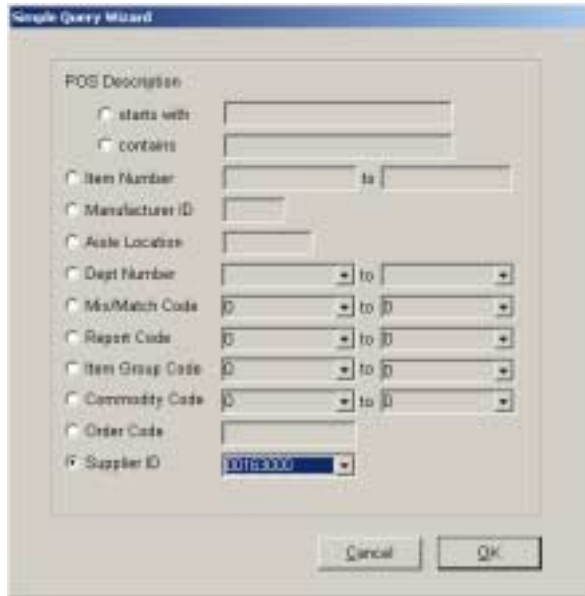 Simple Query Wizard
POS Description
starts with
contains
Item Number to
Manufacturer ID
Aisle Location
Dept Number to
Mix/Match Code 0 to 0
Report Code 0 to 0
Item Group Code 0 to 0
Commodity Code 0 to 0
Order Code
Supplier ID 00163000
Cancel OK